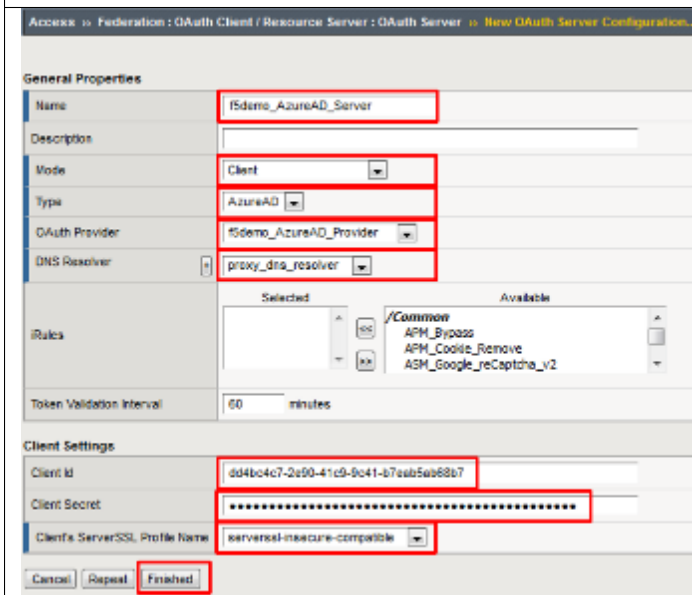 Access » Federation : OAuth Client / Resource Server : OAuth Server » New OAuth Server Configuration...
General Properties
Name f5demo_AzureAD_Server
Description
Mode Client
Type AzureAD
OAuth Provider f5demo_AzureAD_Provider
DNS Resolver + proxy_dns_resolver
Selected Available
iRules << /Common
APM_Bypass
>> APM_Cookie_Remove
ASM_Google_reCaptcha_v2
Token Validation Interval 60 minutes
Client Settings
Client Id dd4bc4c7-2e90-41c9-9c41-b7eab5ab68b7
Client Secret ••••••••••••••••••••••••••••••••••••••••••••
Client's ServerSSL Profile Name serverssl-insecure-compatible
Cancel Repeat Finished